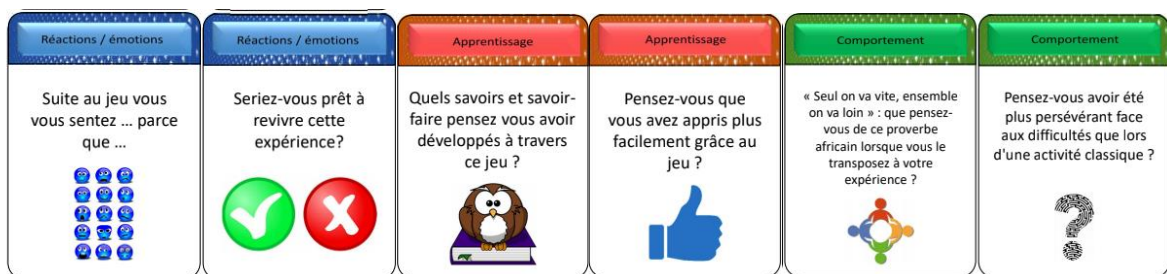 Réactions / émotions
Suite au jeu vous
vous sentez ... parce
que ...
Réactions / émotions
Seriez-vous prêt à
revivre cette
expérience?
Apprentissage
Quels savoirs et savoir-
faire pensez vous avoir
développés à travers
ce jeu ?
Apprentissage
Pensez-vous que
vous avez appris plus
facilement grâce au
jeu ?
Comportement
« Seul on va vite, ensemble
on va loin » : que pensez-
vous de ce proverbe
africain lorsque vous le
transposez à votre
expérience ?
Comportement
Pensez-vous avoir été
plus persévérant face
aux difficultés que lors
d'une activité classique ?